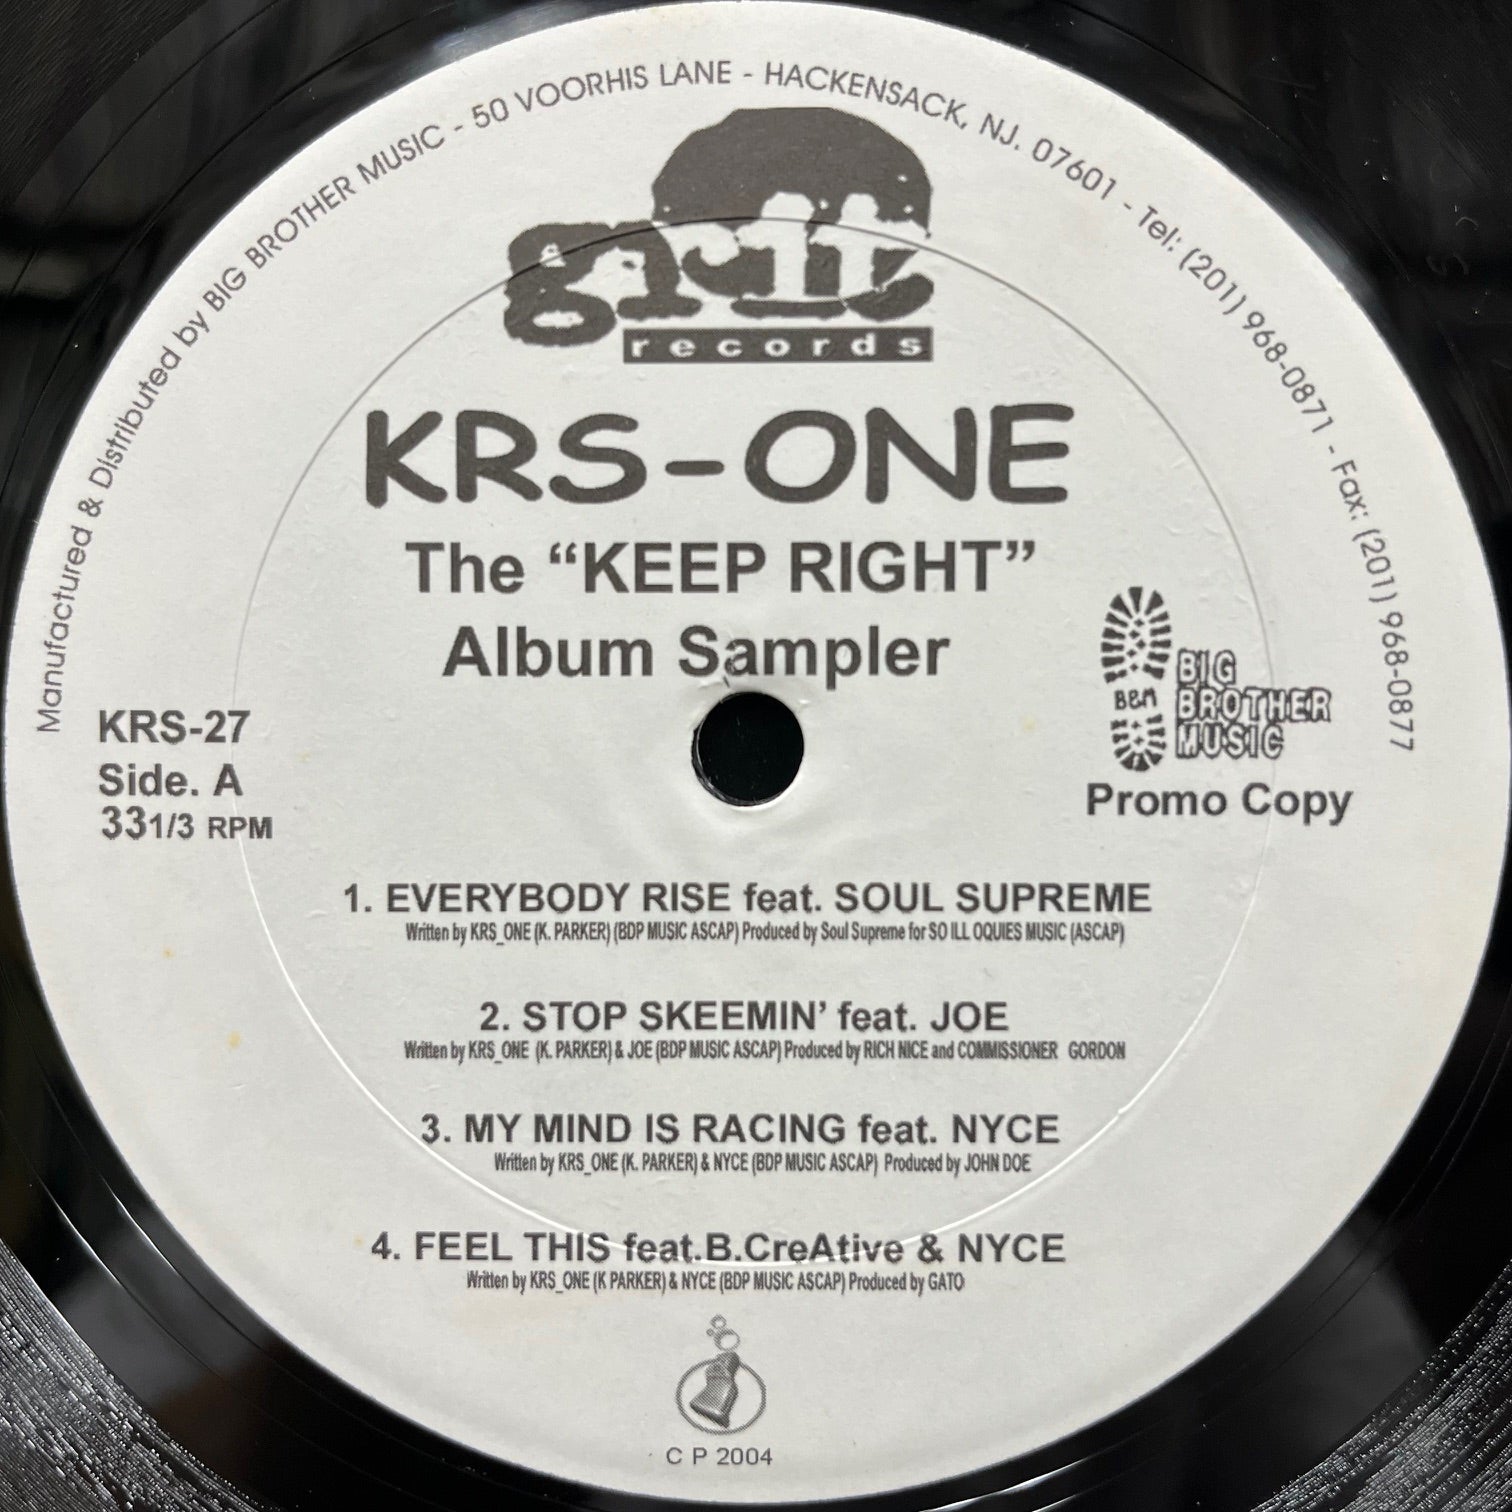 Manufactured & Distributed by BIG BROTHER MUSIC - 50 VOORHIS LANE - HACKENSACK, NJ. 07601 - Tel: (201) 968-0871 - Fax: (201) 968-0877
grit
records
KRS-ONE
The “KEEP RIGHT”
Album Sampler
KRS-27
Side. A
33 1/3 RPM
BEN
BIG
BROTHER
MUSIC
Promo Copy
1. EVERYBODY RISE feat. SOUL SUPREME
Written by KRS_ONE (K. PARKER) (BDP MUSIC ASCAP) Produced by Soul Supreme for SO ILL OQUIES MUSIC (ASCAP)
2. STOP SKEEMIN’ feat. JOE
Written by KRS_ONE (K. PARKER) & JOE (BDP MUSIC ASCAP) Produced by RICH NICE and COMMISSIONER GORDON
3. MY MIND IS RACING feat. NYCE
Written by KRS_ONE (K. PARKER) & NYCE (BDP MUSIC ASCAP) Produced by JOHN DOE
4. FEEL THIS feat.B.CreAtive & NYCE
Written by KRS_ONE (K PARKER) & NYCE (BDP MUSIC ASCAP) Produced by GATO
C P 2004